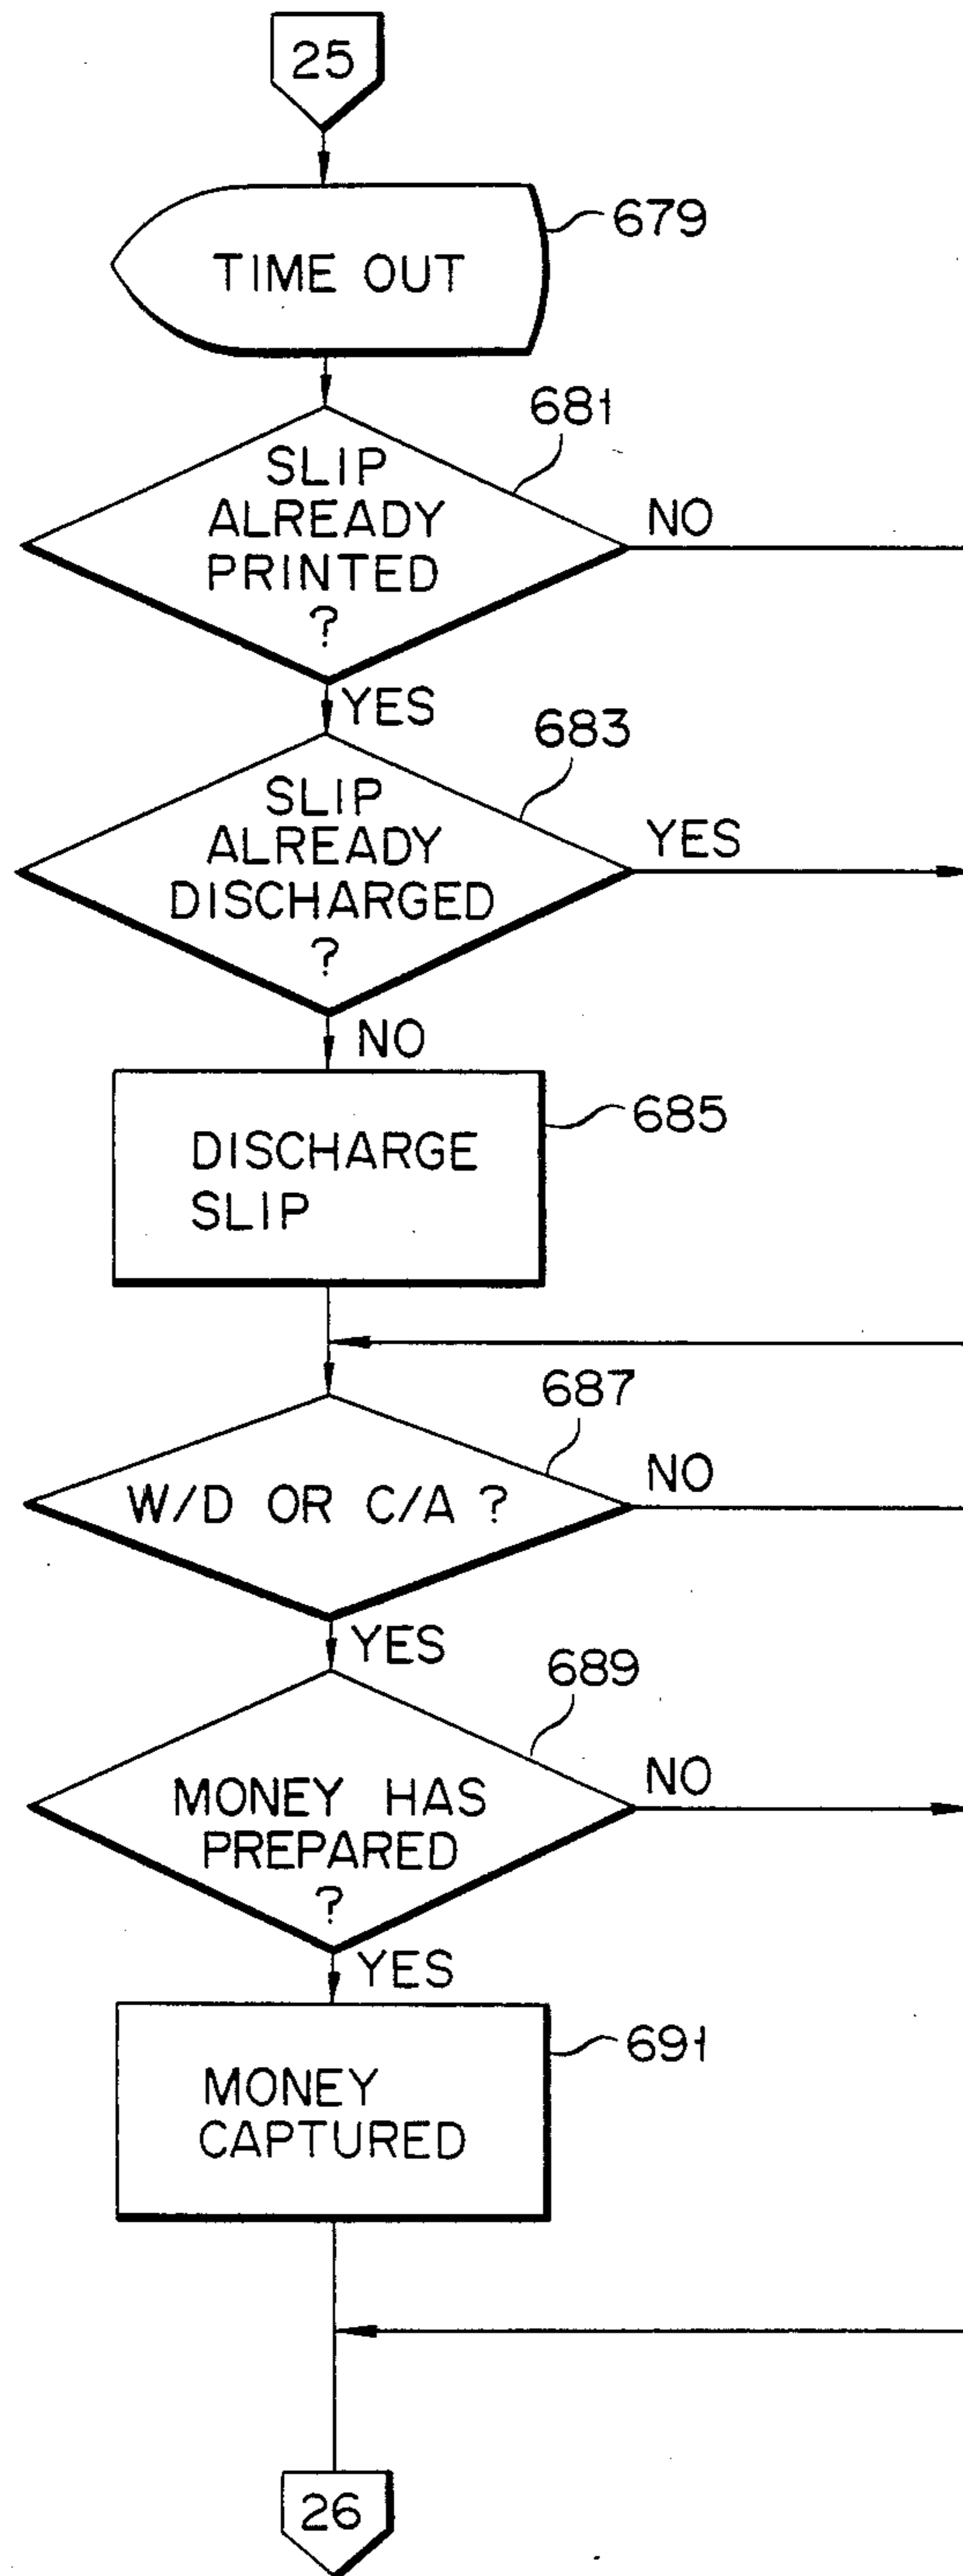 25
TIME OUT
679
SLIP
ALREADY
PRINTED
?
681
NO
YES
SLIP
ALREADY
DISCHARGED
?
683
YES
NO
DISCHARGE
SLIP
685
W/D OR C/A ?
687
NO
YES
MONEY HAS
PREPARED
?
689
NO
YES
MONEY
CAPTURED
691
26